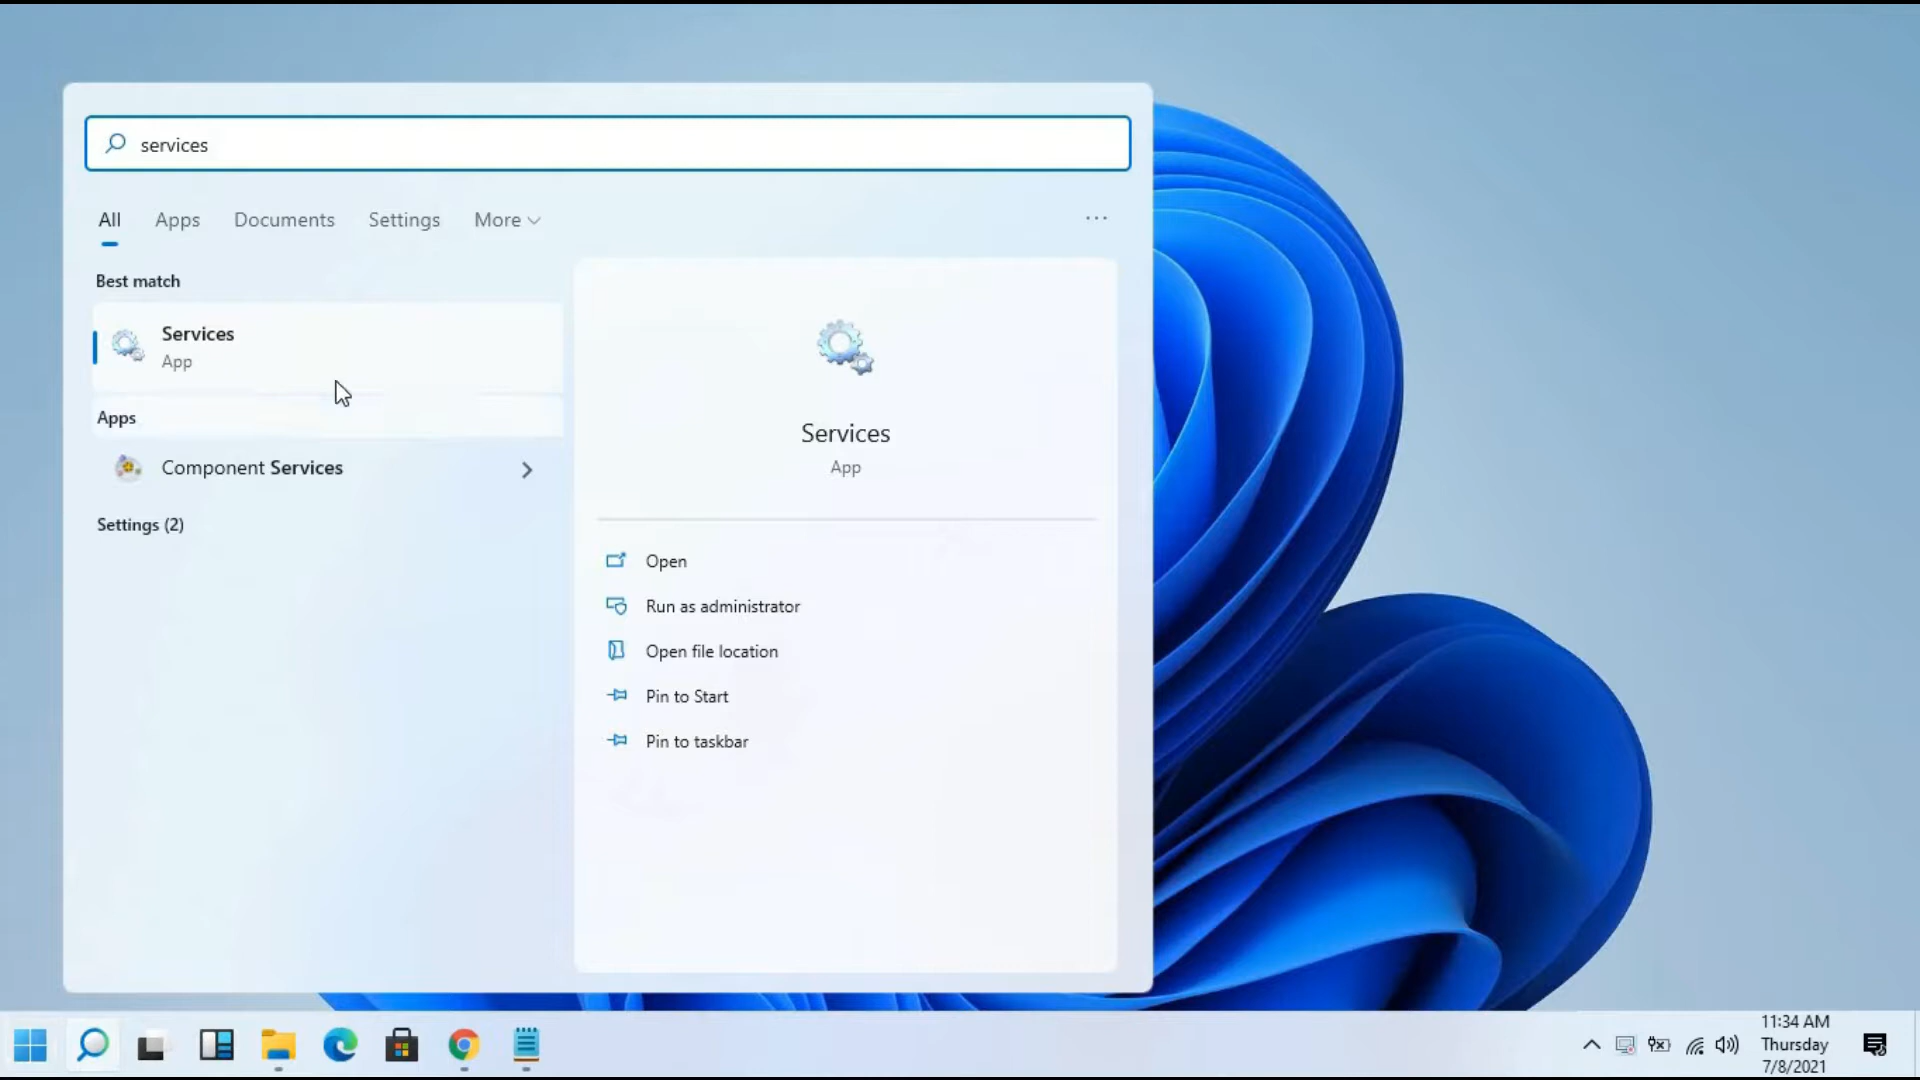 services
All Apps Documents Settings More
Best match
Services
App
Apps
Component Services
Settings (2)
Services
App
Open
Run as administrator
Open file location
Pin to Start
Pin to taskbar
11:34 AM
Thursday
7/8/2021